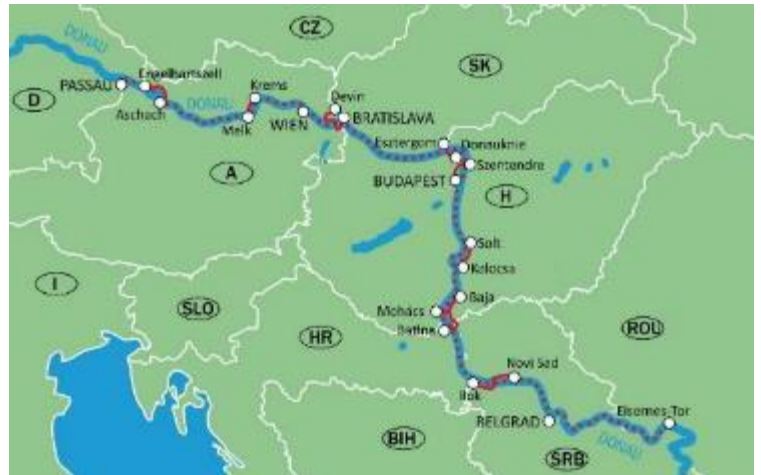 CZ
DONAU
SK
Engelhartszell
PASSAU
Krems
D
DONAU
Devin
Aschach
BRATISLAVA
Melk
WIEN
Esztergom
Donauknie
Szentendre
A
BUDAPEST
H
Solt
I
Kalocsa
SLO
Baja
Mohács
ROU
Batina
HR
Novi Sad
Ilok
Eisernes-Tor
BELGRAD
BIH
DONAU
SRB